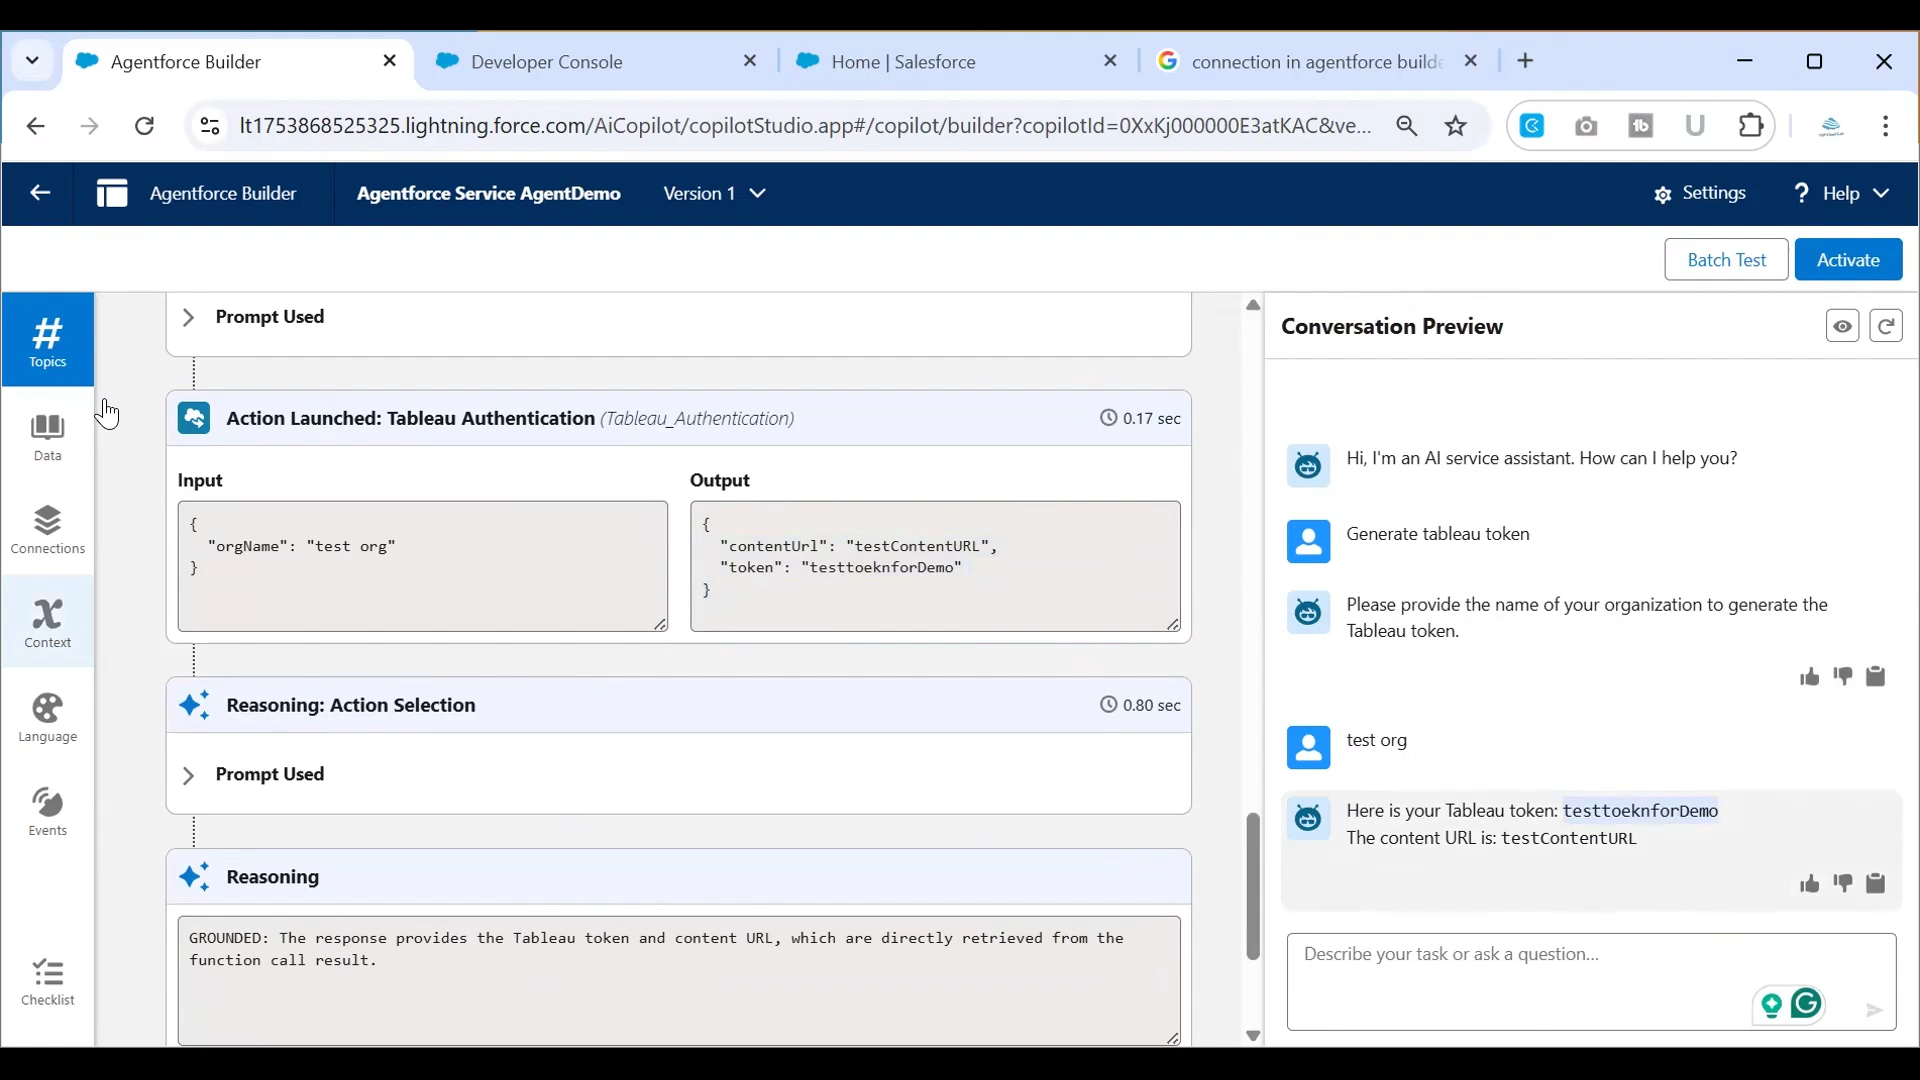 Agentforce Builder
Developer Console
Home | Salesforce
connection in agentforce builde
lt1753868525325.lightning.force.com/AiCopilot/copilotStudio.app#/copilot/builder?copilotId=0XxKj000000E3atKAC&ve...
Agentforce Builder
Agentforce Service AgentDemo
Version 1
Settings
? Help
Batch Test
Activate
Topics
Data
Connections
Context
Language
Events
Checklist
Prompt Used
Action Launched: Tableau Authentication (Tableau_Authentication)
0.17 sec
Input
{
"orgName": "test org"
}
Output
{
"contentUrl": "testContentURL",
"token": "testtoeknforDemo"
}
Reasoning: Action Selection
0.80 sec
Prompt Used
Reasoning
GROUNDED: The response provides the Tableau token and content URL, which are directly retrieved from the
function call result.
Conversation Preview
Hi, I'm an AI service assistant. How can I help you?
Generate tableau token
Please provide the name of your organization to generate the
Tableau token.
test org
Here is your Tableau token: testtoeknforDemo
The content URL is: testContentURL
Describe your task or ask a question...